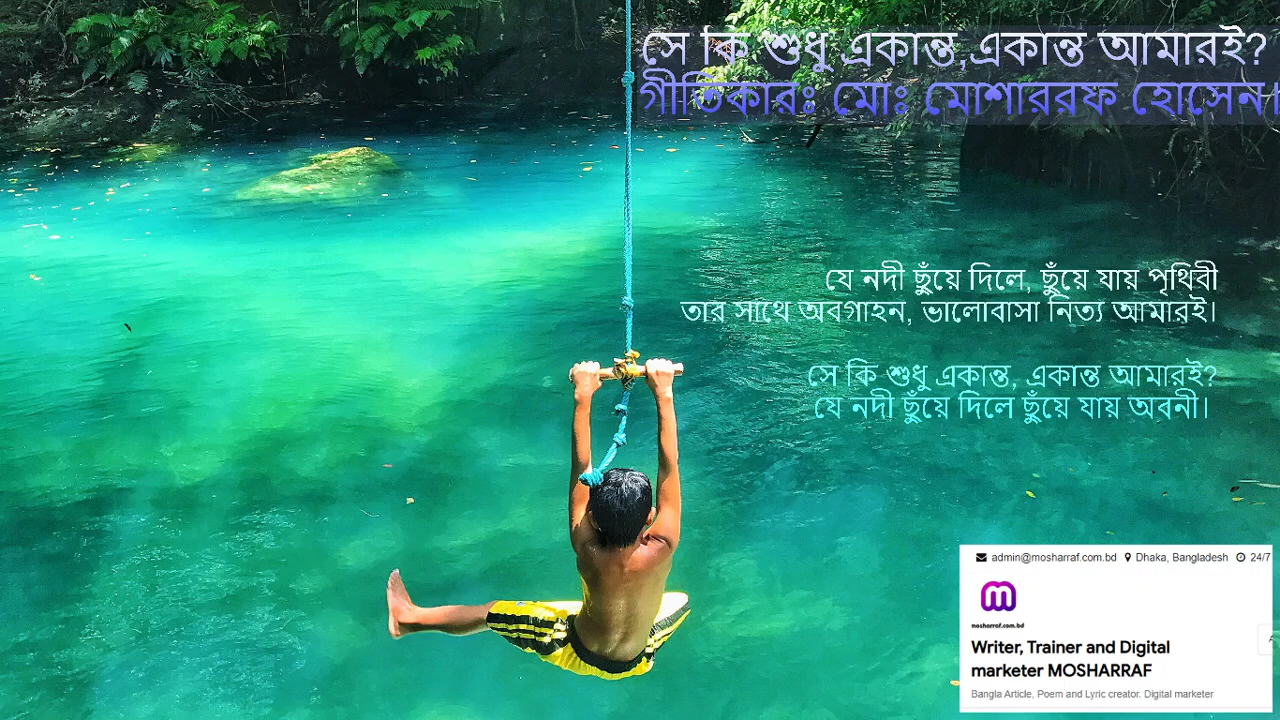 সে কি শুধু একান্ত,একান্ত আমারই?
গীতিকারঃ মোঃ মোশাররফ হোসেন।
যে নদী ছুঁয়ে দিলে, ছুঁয়ে যায় পৃথিবী
তার সাথে অবগাহন, ভালোবাসা নিত্য আমারই।
সে কি শুধু একান্ত, একান্ত আমারই?
যে নদী ছুঁয়ে দিলে ছুঁয়ে যায় অবনী।
admin@mosharraf.com.bd Dhaka, Bangladesh 24/7
mosharraf.com.bd
Writer, Trainer and Digital
marketer MOSHARRAF
Bangla Article, Poem and Lyric creator. Digital marketer